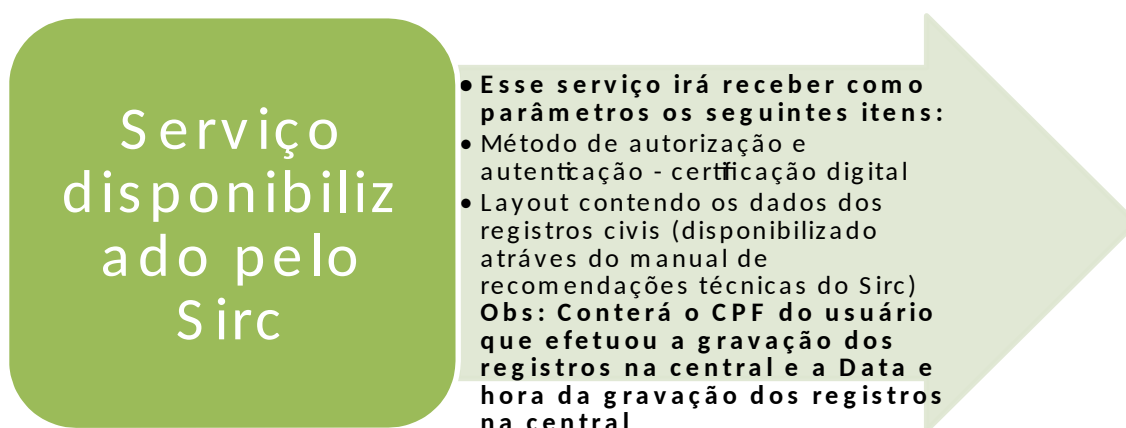 Serviço
disponibiliz
ado pelo
Sirc
• Esse serviço irá receber como
parâmetros os seguintes itens:
• Método de autorização e
autenticação - certificação digital
• Layout contendo os dados dos
registros civis (disponibilizado
atráves do manual de
recomendações técnicas do Sirc)
Obs: Conterá o CPF do usuário
que efetuou a gravação dos
registros na central e a Data e
hora da gravação dos registros
na central